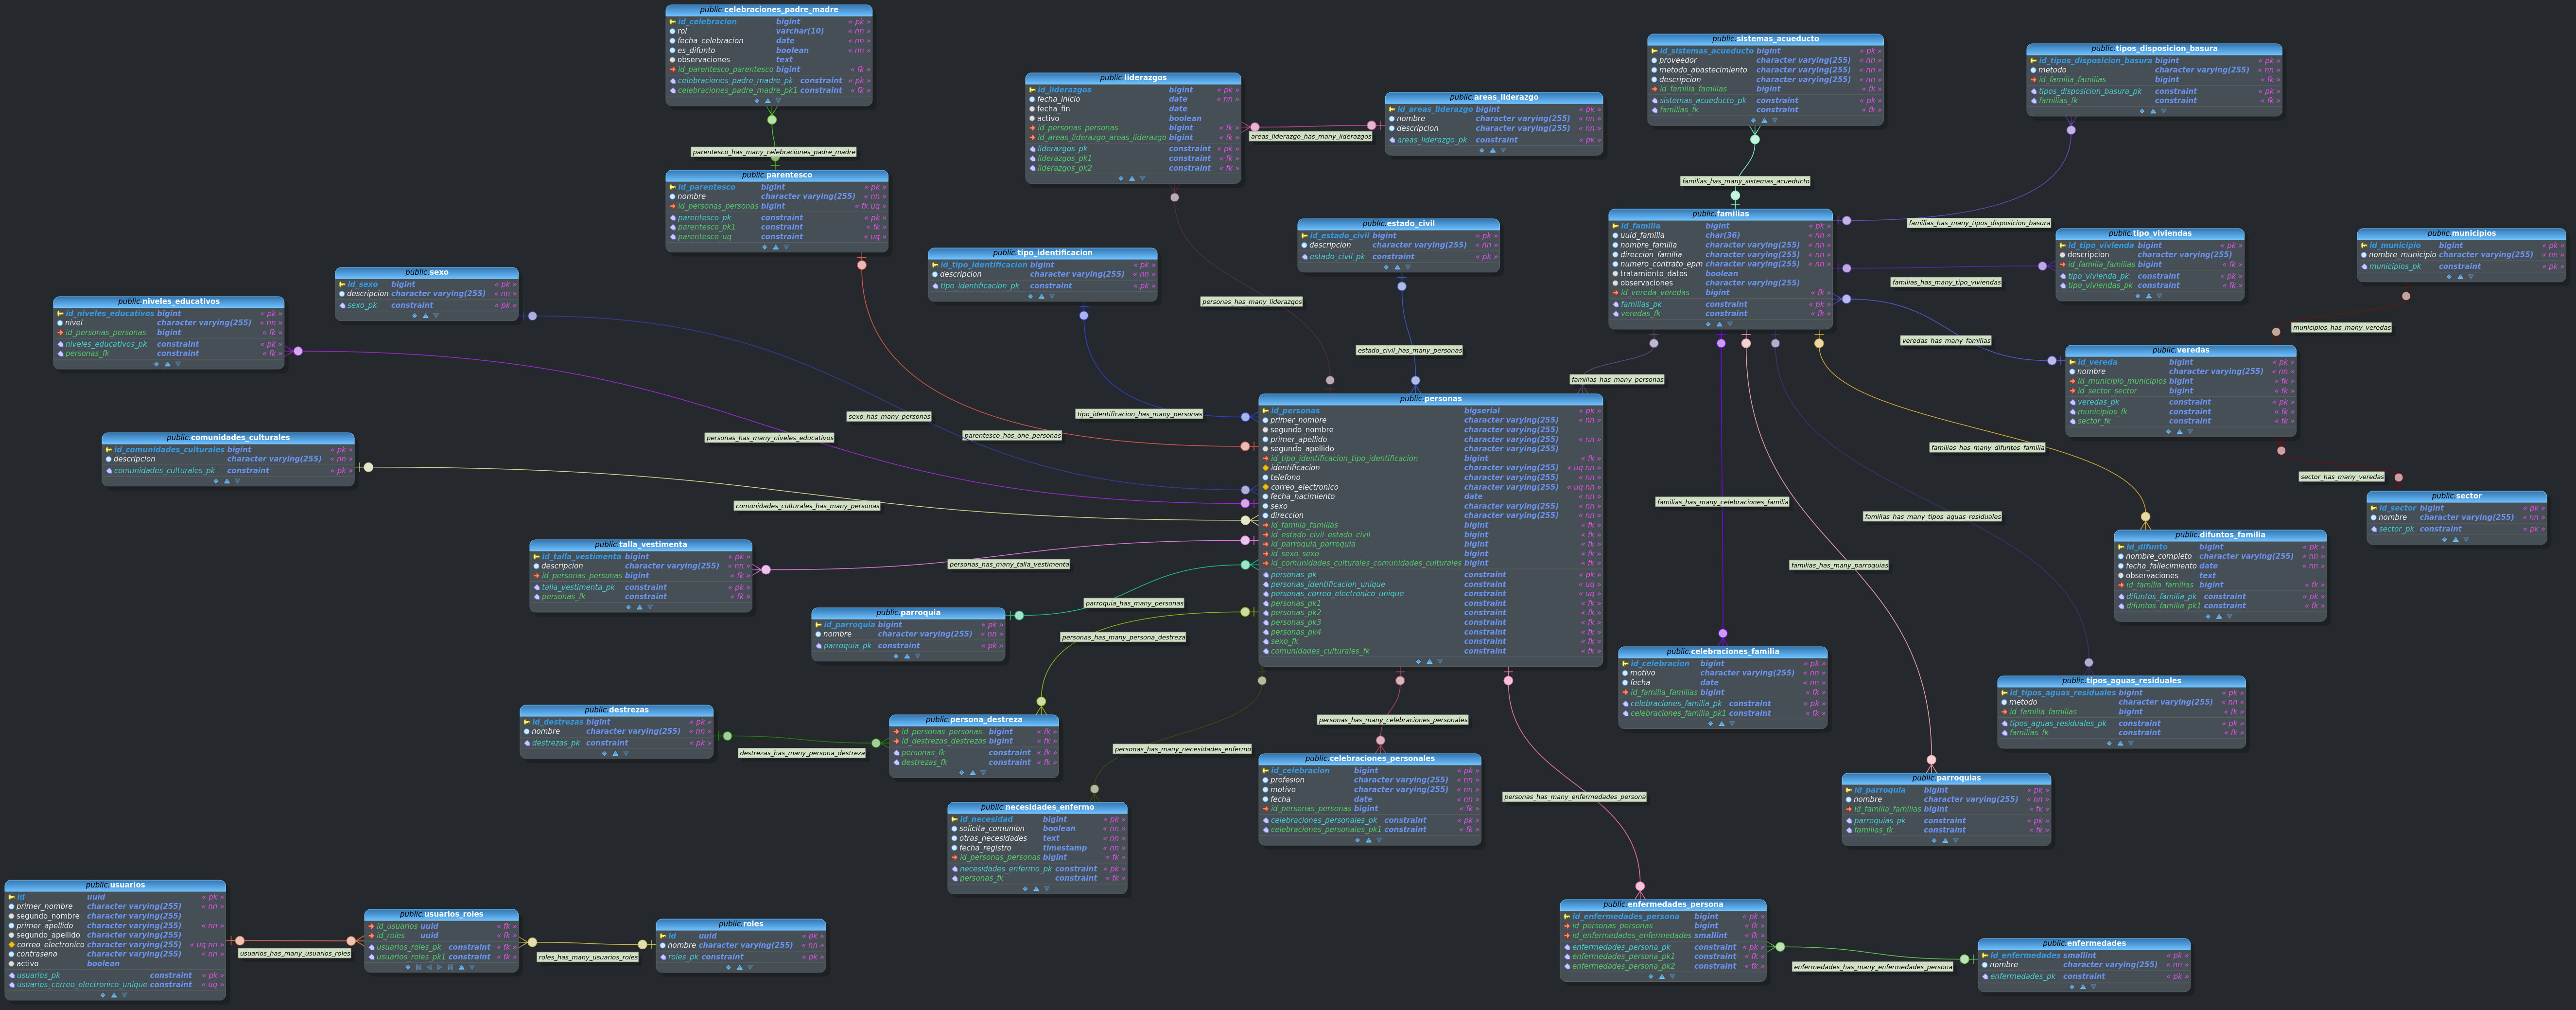 public.celebraciones_padre_madre
id_celebracion bigint « pk »
rol varchar(10) « nn »
fecha_celebracion date « nn »
es_difunto boolean « nn »
observaciones text
id_parentesco_parentesco bigint « fk »
celebraciones_padre_madre_pk constraint « pk »
celebraciones_padre_madre_pk1 constraint « fk »
parentesco_has_many_celebraciones_padre_madre
public.parentesco
id_parentesco bigint « pk »
nombre character varying(255) « nn »
id_personas_personas bigint « fk uq »
parentesco_pk constraint « pk »
parentesco_pk1 constraint « fk »
parentesco_uq constraint « uq »
public.liderazgos
id_liderazgos bigint « pk »
fecha_inicio date « nn »
fecha_fin date
activo boolean
id_personas_personas bigint « fk »
id_areas_liderazgo_areas_liderazgo bigint « fk »
liderazgos_pk constraint « pk »
liderazgos_pk1 constraint « fk »
liderazgos_pk2 constraint « fk »
areas_liderazgo_has_many_liderazgos
public.areas_liderazgo
id_areas_liderazgo bigint « pk »
nombre character varying(255) « nn »
descripcion character varying(255) « nn »
areas_liderazgo_pk constraint « pk »
public.sistemas_acueducto
id_sistemas_acueducto bigint « pk »
proveedor character varying(255) « nn »
metodo_abastecimiento character varying(255) « nn »
descripcion character varying(255) « nn »
id_familia_familias bigint « fk »
sistemas_acueducto_pk constraint « pk »
familias_fk constraint « fk »
familias_has_many_sistemas_acueducto
public.tipos_disposicion_basura
id_tipos_disposicion_basura bigint « pk »
metodo character varying(255) « nn »
id_familia_familias bigint « fk »
tipos_disposicion_basura_pk constraint « pk »
familias_fk constraint « fk »
familias_has_many_tipos_disposicion_basura
public.familias
id_familia bigint « pk »
uuid_familia char(36) « nn »
nombre_familia character varying(255) « nn »
direccion_familia character varying(255) « nn »
numero_contrato_epm character varying(255) « nn »
tratamiento_datos boolean
observaciones character varying(255)
id_vereda_veredas bigint « fk »
familias_pk constraint « pk »
veredas_fk constraint « fk »
public.tipo_viviendas
id_tipo_vivienda bigint « pk »
descripcion character varying(255)
id_familia_familias bigint « fk »
tipo_vivienda_pk constraint « pk »
tipo_viviendas_pk constraint « fk »
familias_has_many_tipo_viviendas
public.municipios
id_municipio bigint « pk »
nombre_municipio character varying(255) « nn »
municipios_pk constraint « pk »
municipios_has_many_veredas
veredas_has_many_familias
public.veredas
id_vereda bigint « pk »
nombre character varying(255) « nn »
id_municipio_municipios bigint « fk »
id_sector_sector bigint « fk »
veredas_pk constraint « pk »
municipios_fk constraint « fk »
sector_fk constraint « fk »
sector_has_many_veredas
public.sector
id_sector bigint « pk »
nombre character varying(255) « nn »
sector_pk constraint « pk »
public.estado_civil
id_estado_civil bigint « pk »
descripcion character varying(255) « nn »
estado_civil_pk constraint « pk »
estado_civil_has_many_personas
public.tipo_identificacion
id_tipo_identificacion bigint « pk »
descripcion character varying(255) « nn »
tipo_identificacion_pk constraint « pk »
personas_has_many_liderazgos
public.sexo
id_sexo bigint « pk »
descripcion character varying(255) « nn »
sexo_pk constraint « pk »
public.niveles_educativos
id_niveles_educativos bigint « pk »
nivel character varying(255) « nn »
id_personas_personas bigint « fk »
niveles_educativos_pk constraint « pk »
personas_fk constraint « fk »
familias_has_many_personas
tipo_identificacion_has_many_personas
sexo_has_many_personas
personas_has_many_niveles_educativos
parentesco_has_one_personas
public.comunidades_culturales
id_comunidades_culturales bigint « pk »
descripcion character varying(255) « nn »
comunidades_culturales_pk constraint « pk »
comunidades_culturales_has_many_personas
public.personas
id_personas bigserial « pk »
primer_nombre character varying(255) « nn »
segundo_nombre character varying(255)
primer_apellido character varying(255) « nn »
segundo_apellido character varying(255)
id_tipo_identificacion_tipo_identificacion bigint « fk »
identificacion character varying(255) « uq nn »
telefono character varying(255) « nn »
correo_electronico character varying(255) « uq nn »
fecha_nacimiento date « nn »
sexo character varying(255) « nn »
direccion character varying(255) « nn »
id_familia_familias bigint « fk »
id_estado_civil_estado_civil bigint « fk »
id_parroquia_parroquia bigint « fk »
id_sexo_sexo bigint « fk »
id_comunidades_culturales_comunidades_culturales bigint « fk »
personas_pk constraint « pk »
personas_identificacion_unique constraint « uq »
personas_correo_electronico_unique constraint « uq »
personas_pk1 constraint « fk »
personas_pk2 constraint « fk »
personas_pk3 constraint « fk »
personas_pk4 constraint « fk »
sexo_fk constraint « fk »
comunidades_culturales_fk constraint « fk »
familias_has_many_difuntos_familia
familias_has_many_celebraciones_familia
familias_has_many_tipos_aguas_residuales
familias_has_many_parroquias
public.difuntos_familia
id_difunto bigint « pk »
nombre_completo character varying(255) « nn »
fecha_fallecimiento date « nn »
observaciones text
id_familia_familias bigint « fk »
difuntos_familia_pk constraint « pk »
difuntos_familia_pk1 constraint « fk »
public.talla_vestimenta
id_talla_vestimenta bigint « pk »
descripcion character varying(255) « nn »
id_personas_personas bigint « fk »
talla_vestimenta_pk constraint « pk »
personas_fk constraint « fk »
personas_has_many_talla_vestimenta
public.parroquia
id_parroquia bigint « pk »
nombre character varying(255) « nn »
parroquia_pk constraint « pk »
parroquia_has_many_personas
personas_has_many_persona_destreza
public.celebraciones_familia
id_celebracion bigint « pk »
motivo character varying(255) « nn »
fecha date « nn »
id_familia_familias bigint « fk »
celebraciones_familia_pk constraint « pk »
celebraciones_familia_pk1 constraint « fk »
public.tipos_aguas_residuales
id_tipos_aguas_residuales bigint « pk »
metodo character varying(255) « nn »
id_familia_familias bigint « fk »
tipos_aguas_residuales_pk constraint « pk »
familias_fk constraint « fk »
public.destrezas
id_destrezas bigint « pk »
nombre character varying(255) « nn »
destrezas_pk constraint « pk »
destrezas_has_many_persona_destreza
public.persona_destreza
id_personas_personas bigint « fk »
id_destrezas_destrezas bigint « fk »
personas_fk constraint « fk »
destrezas_fk constraint « fk »
personas_has_many_necesidades_enfermo
personas_has_many_celebraciones_personales
public.celebraciones_personales
id_celebracion bigint « pk »
profesion character varying(255) « nn »
motivo character varying(255) « nn »
fecha date « nn »
id_personas_personas bigint « fk »
celebraciones_personales_pk constraint « pk »
celebraciones_personales_pk1 constraint « fk »
personas_has_many_enfermedades_persona
public.parroquias
id_parroquia bigint « pk »
nombre character varying(255) « nn »
id_familia_familias bigint « fk »
parroquias_pk constraint « pk »
familias_fk constraint « fk »
public.necesidades_enfermo
id_necesidad bigint « pk »
solicita_comunion boolean « nn »
otras_necesidades text « nn »
fecha_registro timestamp « nn »
id_personas_personas bigint « fk »
necesidades_enfermo_pk constraint « pk »
personas_fk constraint « fk »
public.usuarios
id uuid « pk »
primer_nombre character varying(255) « nn »
segundo_nombre character varying(255)
primer_apellido character varying(255) « nn »
segundo_apellido character varying(255)
correo_electronico character varying(255) « uq nn »
contrasena character varying(255) « nn »
activo boolean
usuarios_pk constraint « pk »
usuarios_correo_electronico_unique constraint « uq »
usuarios_has_many_usuarios_roles
public.usuarios_roles
id_usuarios uuid « fk »
id_roles uuid « fk »
usuarios_roles_pk constraint « fk »
usuarios_roles_pk1 constraint « fk »
roles_has_many_usuarios_roles
public.roles
id uuid « pk »
nombre character varying(255) « nn »
roles_pk constraint « pk »
public.enfermedades_persona
id_enfermedades_persona bigint « pk »
id_personas_personas bigint « fk »
id_enfermedades_enfermedades smallint « fk »
enfermedades_persona_pk constraint « pk »
enfermedades_persona_pk1 constraint « fk »
enfermedades_persona_pk2 constraint « fk »
enfermedades_has_many_enfermedades_persona
public.enfermedades
id_enfermedades smallint « pk »
nombre character varying(255) « nn »
enfermedades_pk constraint « pk »